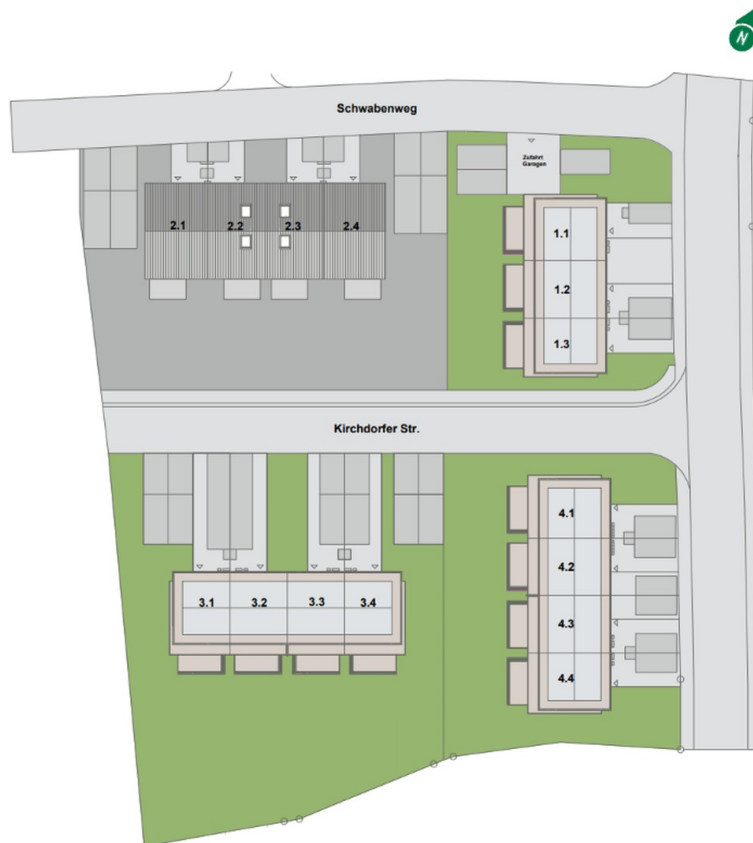 N
Schwabenweg
Zufahrt
Garagen
2.1 2.2 2.3 2.4
1.1
1.2
1.3
Kirchdorfer Str.
4.1
4.2
3.1 3.2 3.3 3.4
4.3
4.4